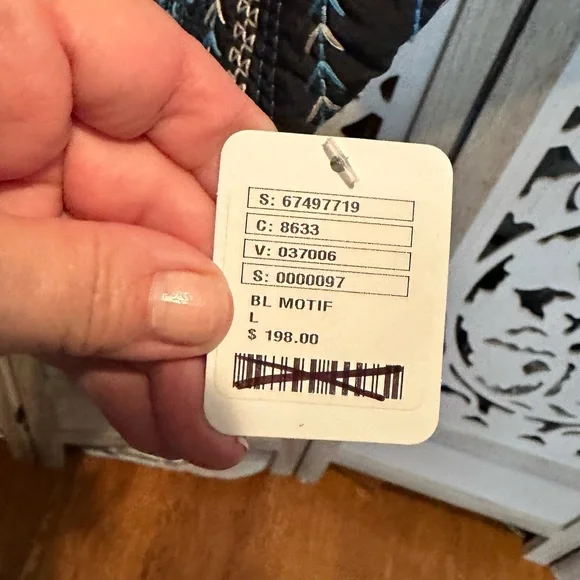 S: 67497719
C: 8633
V: 037006
S: 0000097
BL MOTIF
L
$ 198.00